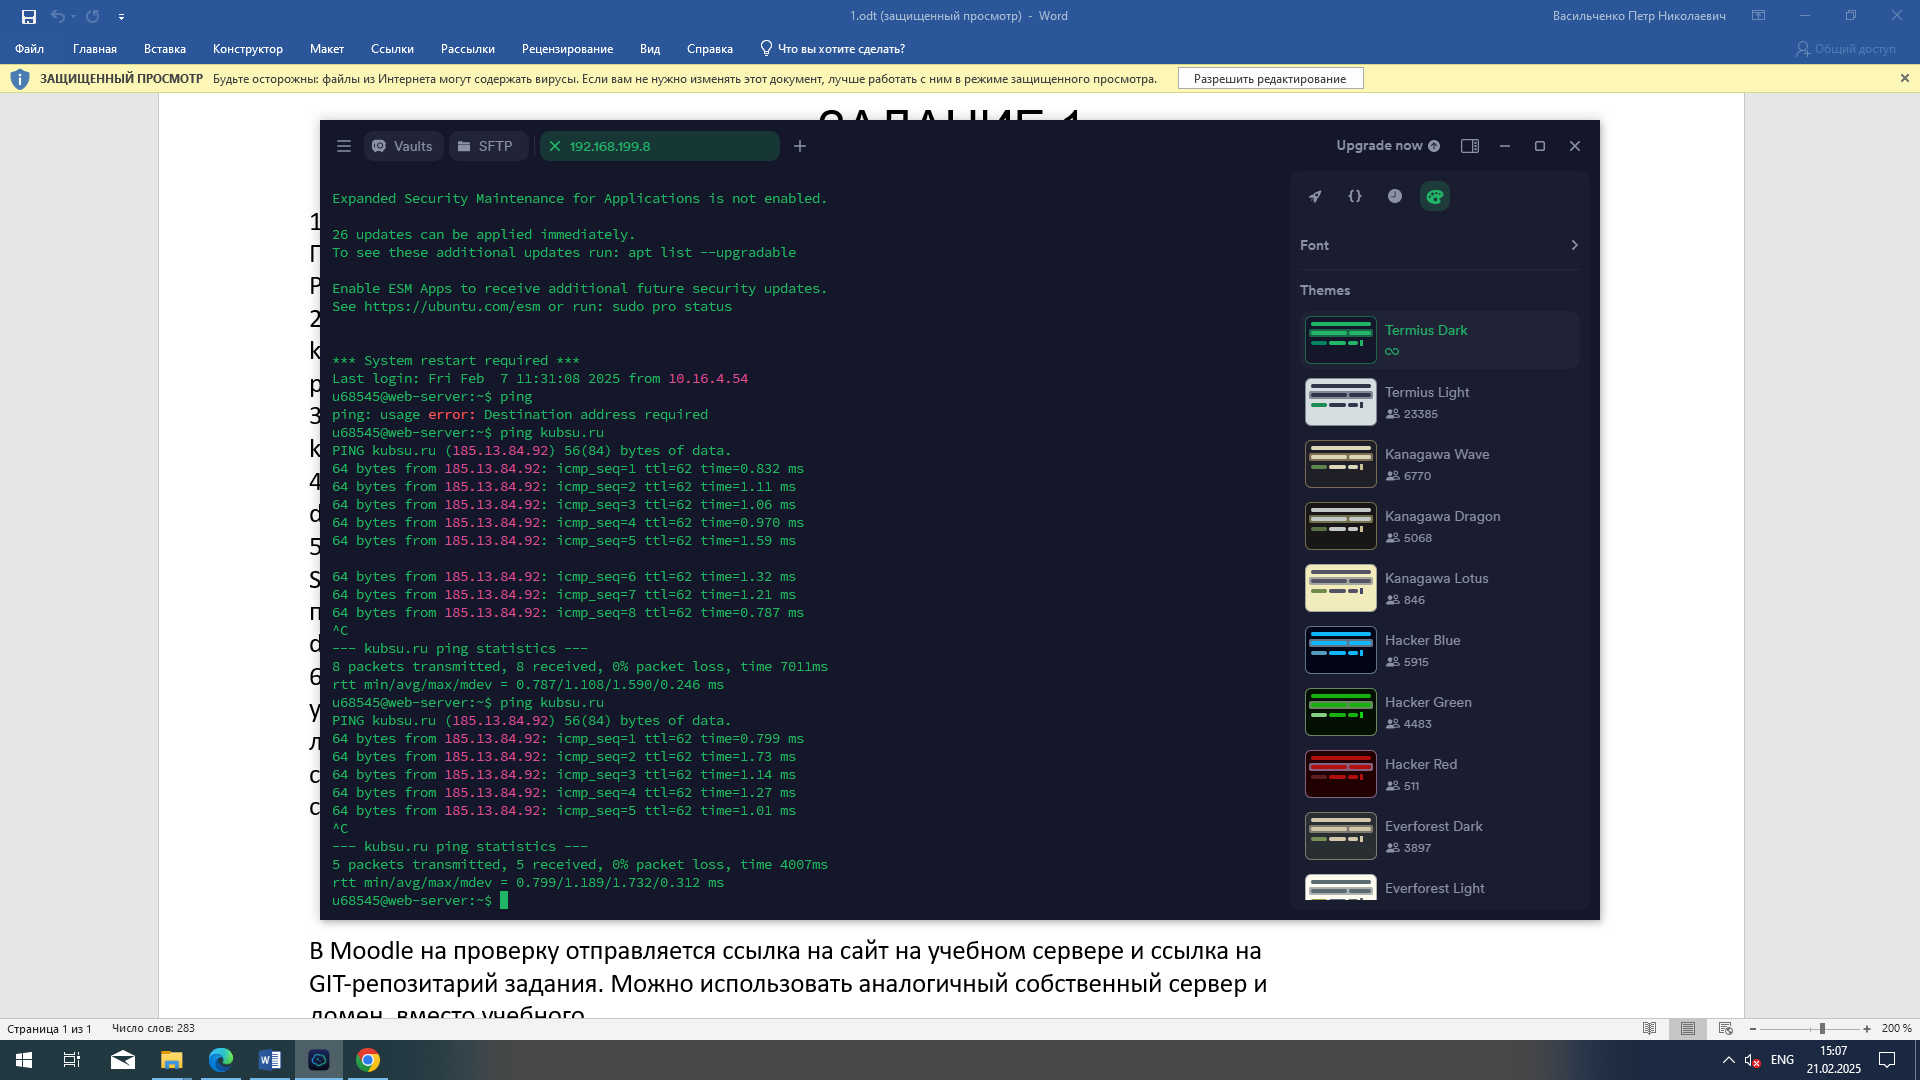 1.odt (защищенный просмотр) - Word
Васильченко Петр Николаевич
Файл Главная Вставка Конструктор Макет Ссылки Рассылки Рецензирование Вид Справка Что вы хотите сделать? Общий доступ
ЗАЩИЩЕННЫЙ ПРОСМОТР Будьте осторожны: файлы из Интернета могут содержать вирусы. Если вам не нужно изменять этот документ, лучше работать с ним в режиме защищенного просмотра. Разрешить редактирование
ЗАДАНИЕ 1
Vaults SFTP 192.168.199.8 Upgrade now
Expanded Security Maintenance for Applications is not enabled.
26 updates can be applied immediately.
To see these additional updates run: apt list --upgradable
Enable ESM Apps to receive additional future security updates.
See https://ubuntu.com/esm or run: sudo pro status
*** System restart required ***
Last login: Fri Feb  7 11:31:08 2025 from 10.16.4.54
u68545@web-server:~$ ping
ping: usage error: Destination address required
u68545@web-server:~$ ping kubsu.ru
PING kubsu.ru (185.13.84.92) 56(84) bytes of data.
64 bytes from 185.13.84.92: icmp_seq=1 ttl=62 time=0.832 ms
64 bytes from 185.13.84.92: icmp_seq=2 ttl=62 time=1.11 ms
64 bytes from 185.13.84.92: icmp_seq=3 ttl=62 time=1.06 ms
64 bytes from 185.13.84.92: icmp_seq=4 ttl=62 time=0.970 ms
64 bytes from 185.13.84.92: icmp_seq=5 ttl=62 time=1.59 ms
64 bytes from 185.13.84.92: icmp_seq=6 ttl=62 time=1.32 ms
64 bytes from 185.13.84.92: icmp_seq=7 ttl=62 time=1.21 ms
64 bytes from 185.13.84.92: icmp_seq=8 ttl=62 time=0.787 ms
^C
--- kubsu.ru ping statistics ---
8 packets transmitted, 8 received, 0% packet loss, time 7011ms
rtt min/avg/max/mdev = 0.787/1.108/1.590/0.246 ms
u68545@web-server:~$ ping kubsu.ru
PING kubsu.ru (185.13.84.92) 56(84) bytes of data.
64 bytes from 185.13.84.92: icmp_seq=1 ttl=62 time=0.799 ms
64 bytes from 185.13.84.92: icmp_seq=2 ttl=62 time=1.73 ms
64 bytes from 185.13.84.92: icmp_seq=3 ttl=62 time=1.14 ms
64 bytes from 185.13.84.92: icmp_seq=4 ttl=62 time=1.27 ms
64 bytes from 185.13.84.92: icmp_seq=5 ttl=62 time=1.01 ms
^C
--- kubsu.ru ping statistics ---
5 packets transmitted, 5 received, 0% packet loss, time 4007ms
rtt min/avg/max/mdev = 0.799/1.189/1.732/0.312 ms
u68545@web-server:~$
Font
Themes
Termius Dark
∞
Termius Light
23385
Kanagawa Wave
6770
Kanagawa Dragon
5068
Kanagawa Lotus
846
Hacker Blue
5915
Hacker Green
4483
Hacker Red
511
Everforest Dark
3897
Everforest Light
В Moodle на проверку отправляется ссылка на сайт на учебном сервере и ссылка на
GIT-репозитарий задания. Можно использовать аналогичный собственный сервер и
домен, вместо учебного
Страница 1 из 1 Число слов: 283
200 %
ENG
15:07
21.02.2025